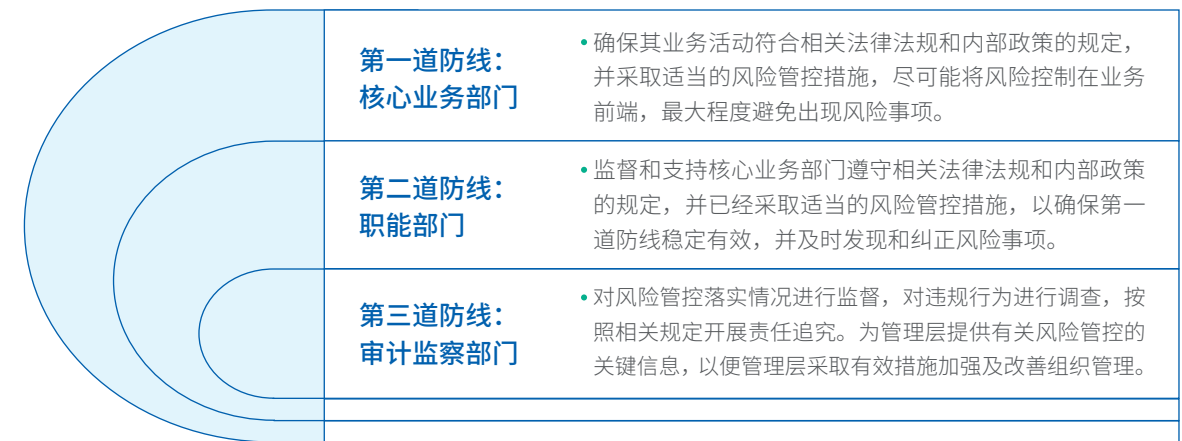 第一道防线：
核心业务部门
•确保其业务活动符合相关法律法规和内部政策的规定，
并采取适当的风险管控措施，尽可能将风险控制在业务
前端，最大程度避免出现风险事项。
第二道防线：
职能部门
•监督和支持核心业务部门遵守相关法律法规和内部政策
的规定，并已经采取适当的风险管控措施，以确保第一
道防线稳定有效，并及时发现和纠正风险事项。
第三道防线：
审计监察部门
•对风险管控落实情况进行监督，对违规行为进行调查，按
照相关规定开展责任追究。为管理层提供有关风险管控的
关键信息，以便管理层采取有效措施加强及改善组织管理。